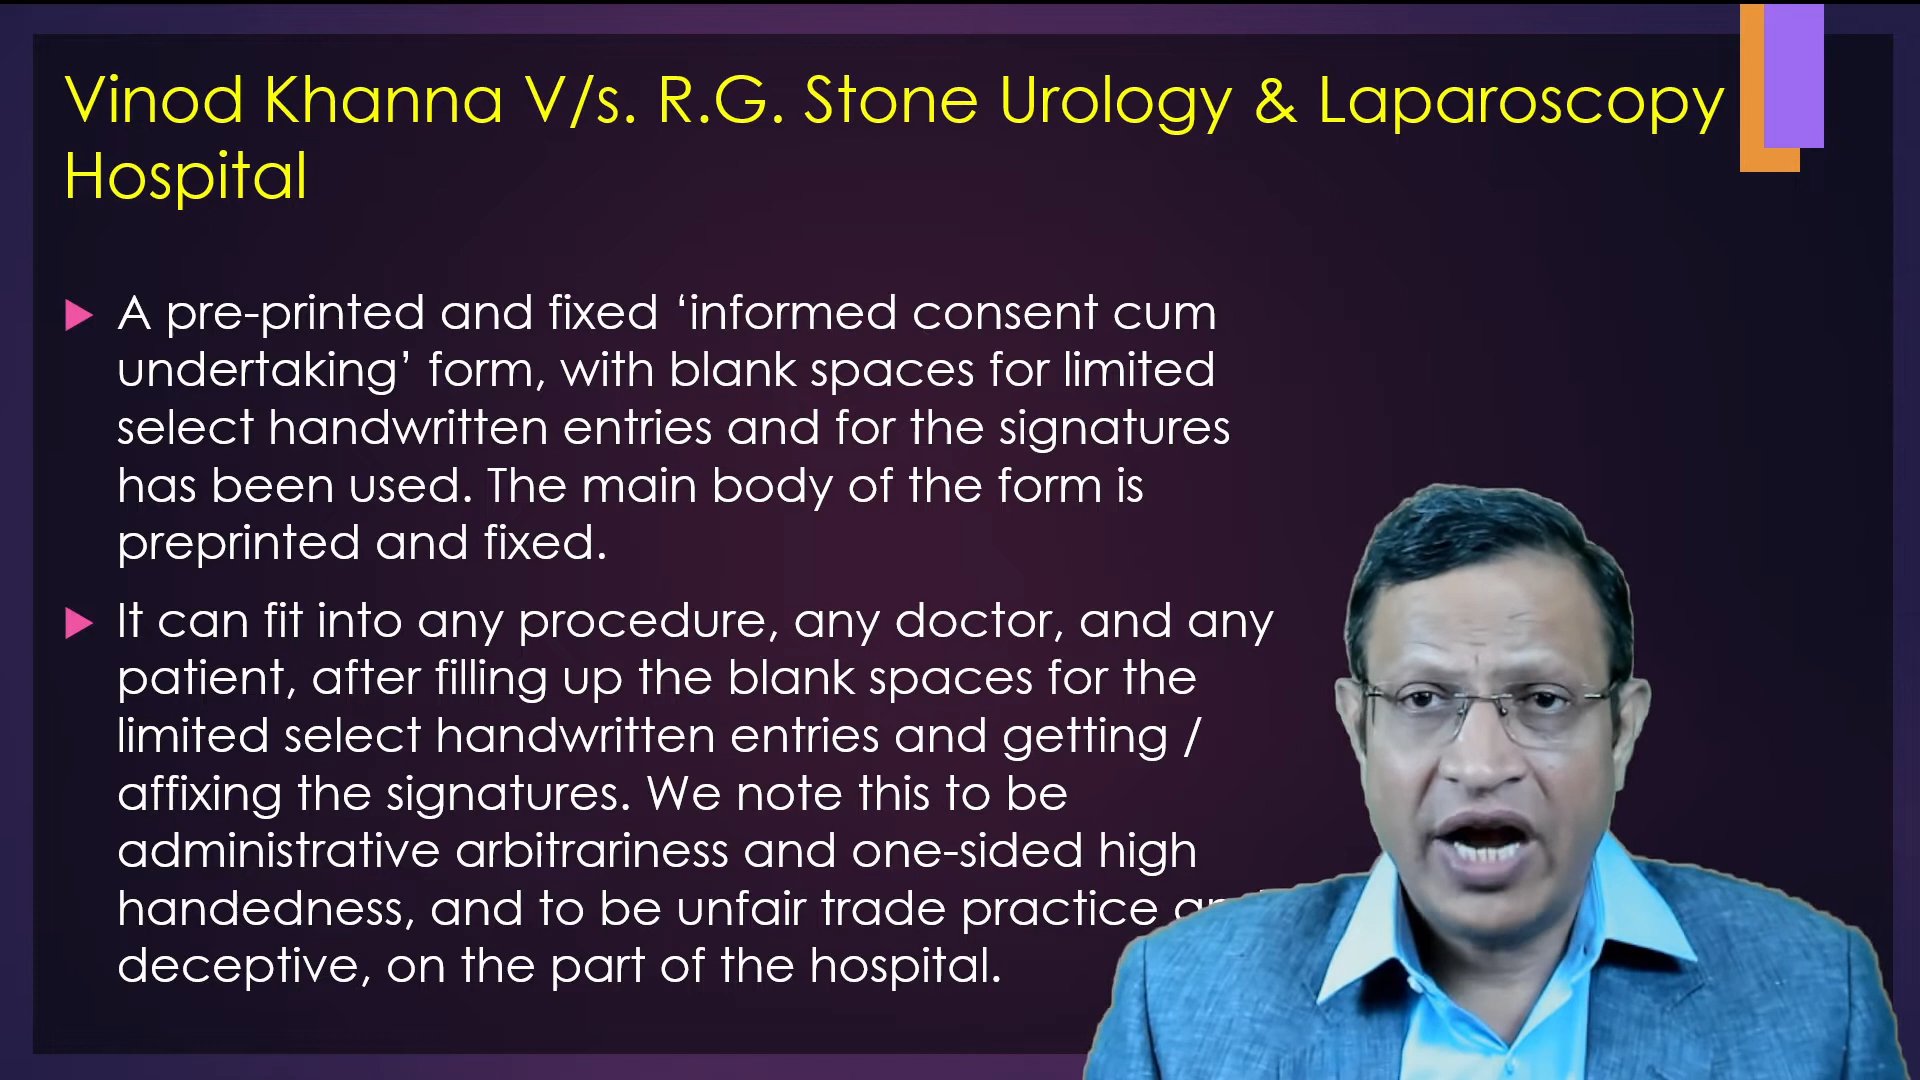 Vinod Khanna V/s. R.G. Stone Urology & Laparoscopy
Hospital
A pre-printed and fixed ‘informed consent cum
undertaking’ form, with blank spaces for limited
select handwritten entries and for the signatures
has been used. The main body of the form is
preprinted and fixed.
It can fit into any procedure, any doctor, and any
patient, after filling up the blank spaces for the
limited select handwritten entries and getting /
affixing the signatures. We note this to be
administrative arbitrariness and one-sided high
handedness, and to be unfair trade practice
deceptive, on the part of the hospital.